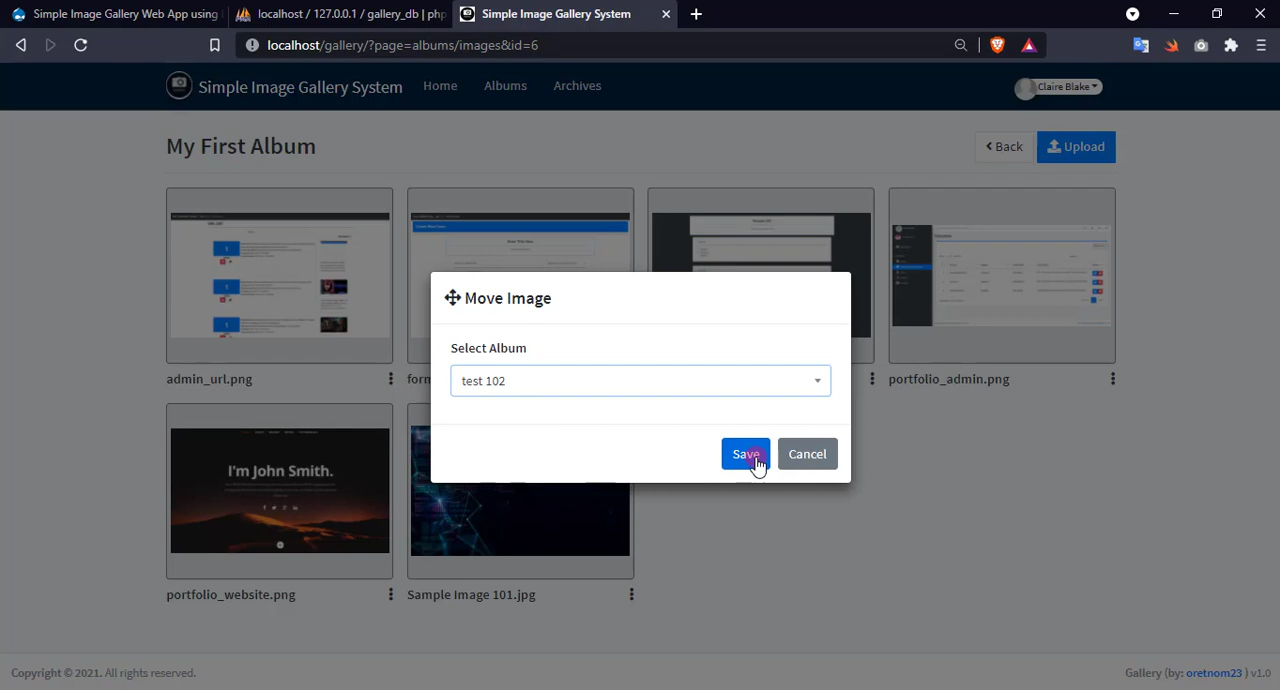 Simple Image Gallery Web App using
localhost / 127.0.0.1 / gallery_db | php
Simple Image Gallery System
localhost/gallery/?page=albums/images&id=6
Simple Image Gallery System
Home
Albums
Archives
Claire Blake
My First Album
Back
Upload
Move Image
Select Album
test 102
Save
Cancel
admin_url.png
form
portfolio_admin.png
I'm John Smith.
portfolio_website.png
Sample Image 101.jpg
Copyright © 2021. All rights reserved.
Gallery (by: oretnom23 ) v1.0